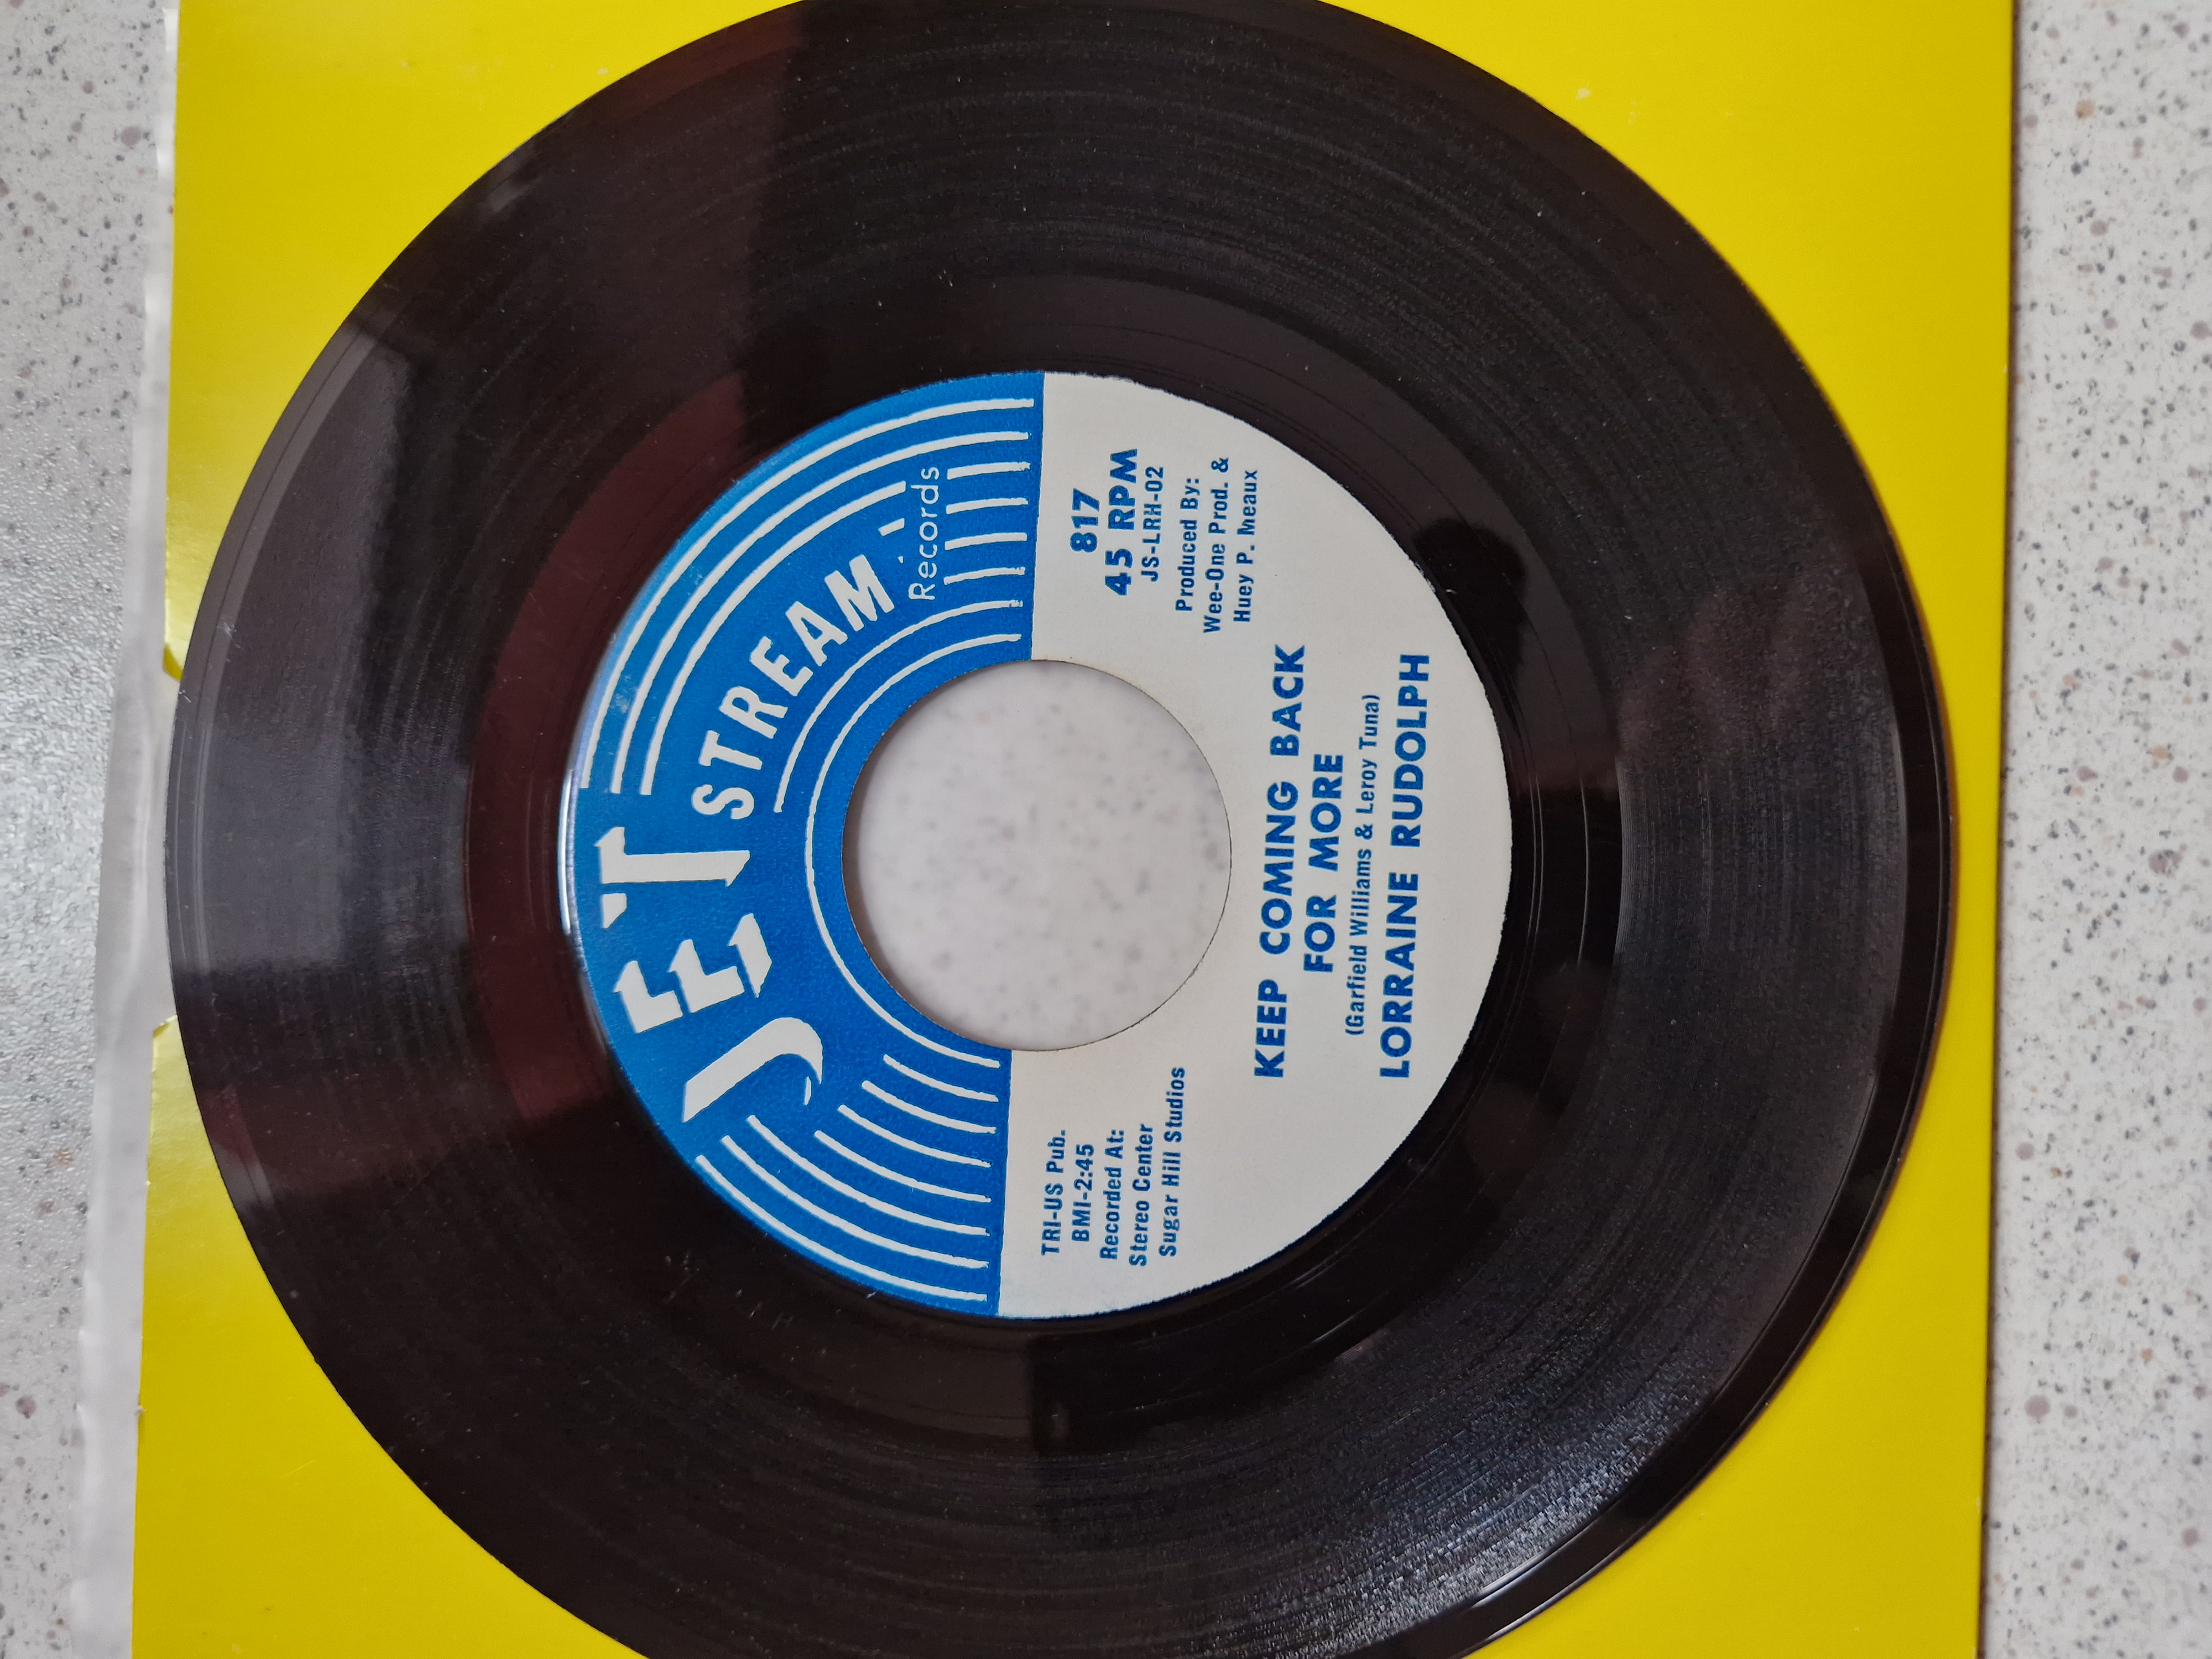 JET STREAM
Records
TRI-US Pub.
BMI-2:45
Recorded At:
Stereo Center
Sugar Hill Studios
817
45 RPM
JS-LRH-02
Produced By:
Wee-One Prod. &
Huey P. Meaux
KEEP COMING BACK
FOR MORE
(Garfield Williams & Leroy Tuna)
LORRAINE RUDOLPH